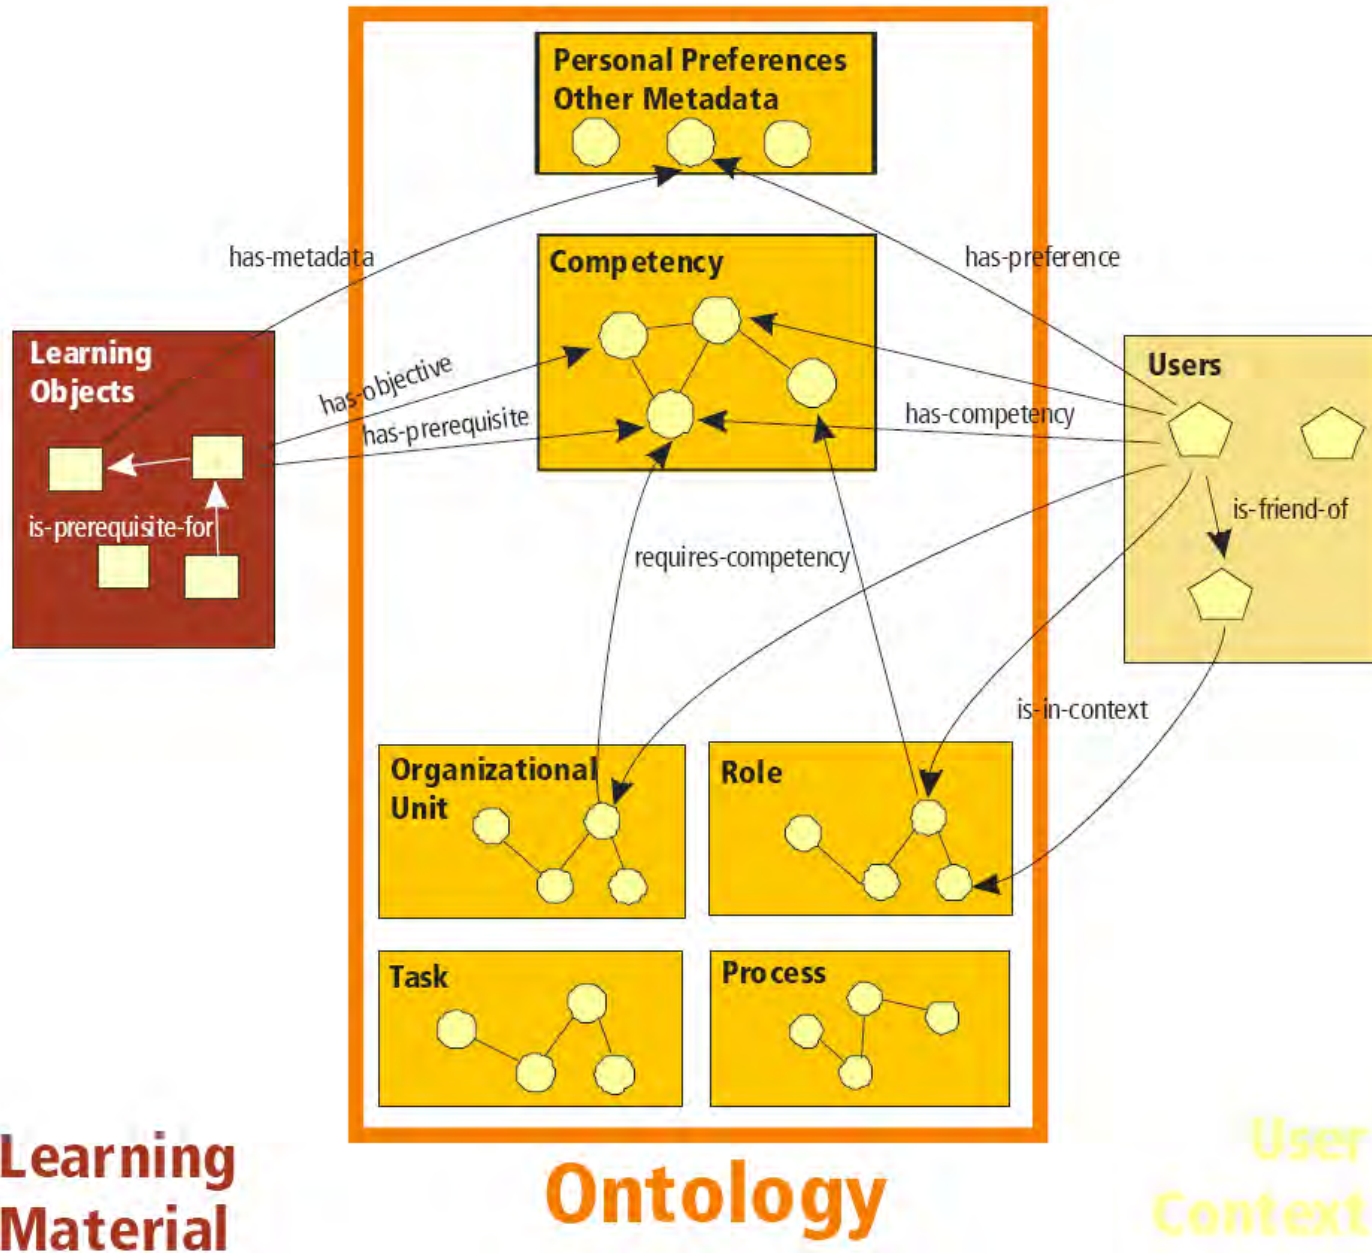 Personal Preferences
Other Metadata
has-metadata
has-preference
Competency
Learning
Objects
Users
has-objective
has-prerequisite
has-competency
is-prerequisite-for
is-friend-of
requires-competency
is-in-context
Organizational
Unit
Role
Task
Process
Learning
Material
Ontology
User
Context